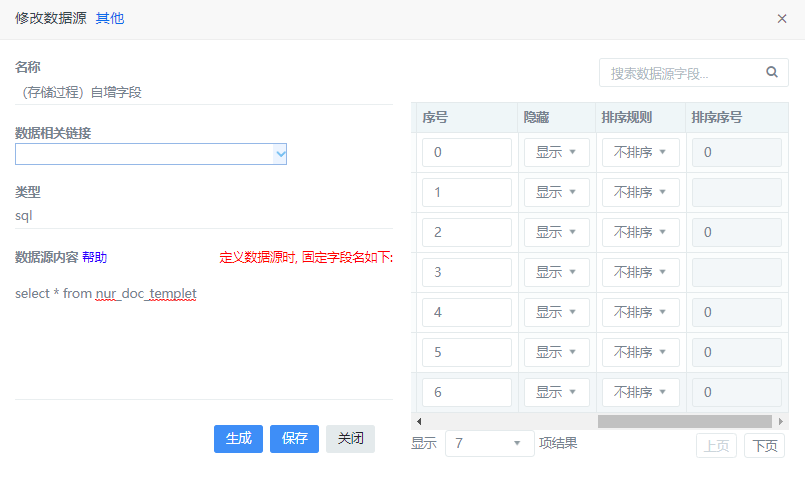 修改数据源 其他 ×
名称
（存储过程）自增字段
数据相关链接
类型
sql
数据源内容 帮助 定义数据源时, 固定字段名如下:
select * from nur_doc_templet
生成 保存 关闭
搜索数据源字段...
序号 隐藏 排序规则 排序序号
0 显示 不排序 0
1 显示 不排序
2 显示 不排序 0
3 显示 不排序
4 显示 不排序 0
5 显示 不排序 0
6 显示 不排序 0
显示 7 项结果 上页 下页